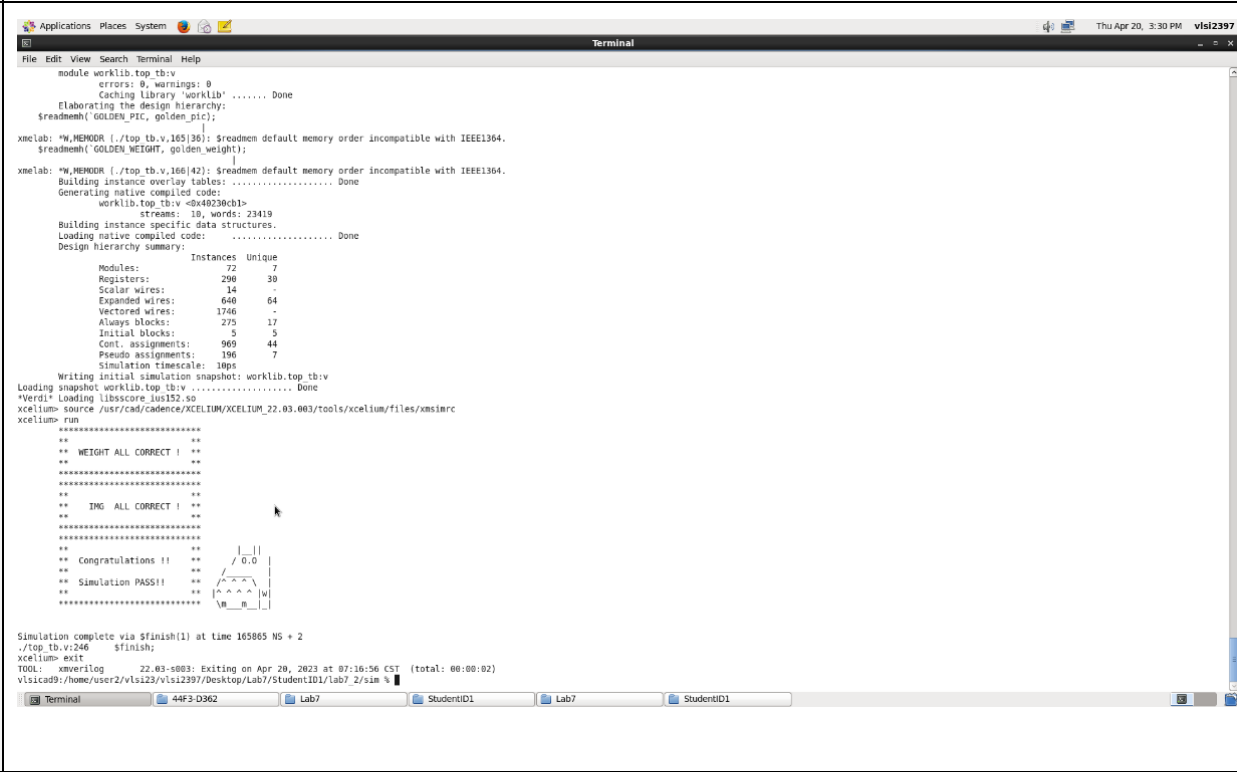 Applications Places System Thu Apr 20, 3:30 PM vlsi2397
Terminal
File Edit View Search Terminal Help
module worklib.top_tb:v
errors: 0, warnings: 0
Caching library 'worklib' ....... Done
Elaborating the design hierarchy:
$readmemh(`GOLDEN_PIC, golden_pic);
|
xmelab: *W,MEMODR (./top_tb.v,165|36): $readmem default memory order incompatible with IEEE1364.
$readmemh(`GOLDEN_WEIGHT, golden_weight);
|
xmelab: *W,MEMODR (./top_tb.v,166|42): $readmem default memory order incompatible with IEEE1364.
Building instance overlay tables: .................... Done
Generating native compiled code:
worklib.top_tb:v <0x40230cb1>
streams: 10, words: 23419
Building instance specific data structures.
Loading native compiled code: .................... Done
Design hierarchy summary:
Instances Unique
Modules: 72 7
Registers: 290 30
Scalar wires: 14 -
Expanded wires: 640 64
Vectored wires: 1746 -
Always blocks: 275 17
Initial blocks: 5 5
Cont. assignments: 969 44
Pseudo assignments: 196 7
Simulation timescale: 10ps
Writing initial simulation snapshot: worklib.top_tb:v
Loading snapshot worklib.top_tb:v .................... Done
*Verdi* Loading libsscore_ius152.so
xcelium> source /usr/cad/cadence/XCELIUM/XCELIUM_22.03.003/tools/xcelium/files/xmsimrc
xcelium> run
****************************
** **
** WEIGHT ALL CORRECT ! **
** **
****************************
****************************
** **
** IMG ALL CORRECT ! **
** **
****************************
****************************
** ** |__||
** Congratulations !! ** / O.O |
** ** /_____ |
** Simulation PASS!! ** /^ ^ ^ \ |
** ** |^ ^ ^ ^ |w|
**************************** \m___m__|_|
Simulation complete via $finish(1) at time 165865 NS + 2
./top_tb.v:246 $finish;
xcelium> exit
TOOL: xmverilog 22.03-s003: Exiting on Apr 20, 2023 at 07:16:56 CST (total: 00:00:02)
vlsicad9:/home/user2/vlsi23/vlsi2397/Desktop/Lab7/StudentID1/lab7_2/sim %
Terminal 44F3-D362 Lab7 StudentID1 Lab7 StudentID1